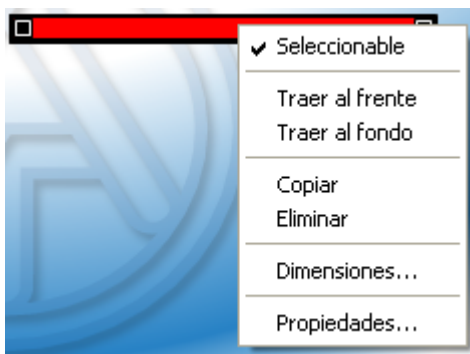 Seleccionable
Traer al frente
Traer al fondo
Copiar
Eliminar
Dimensiones...
Propiedades...